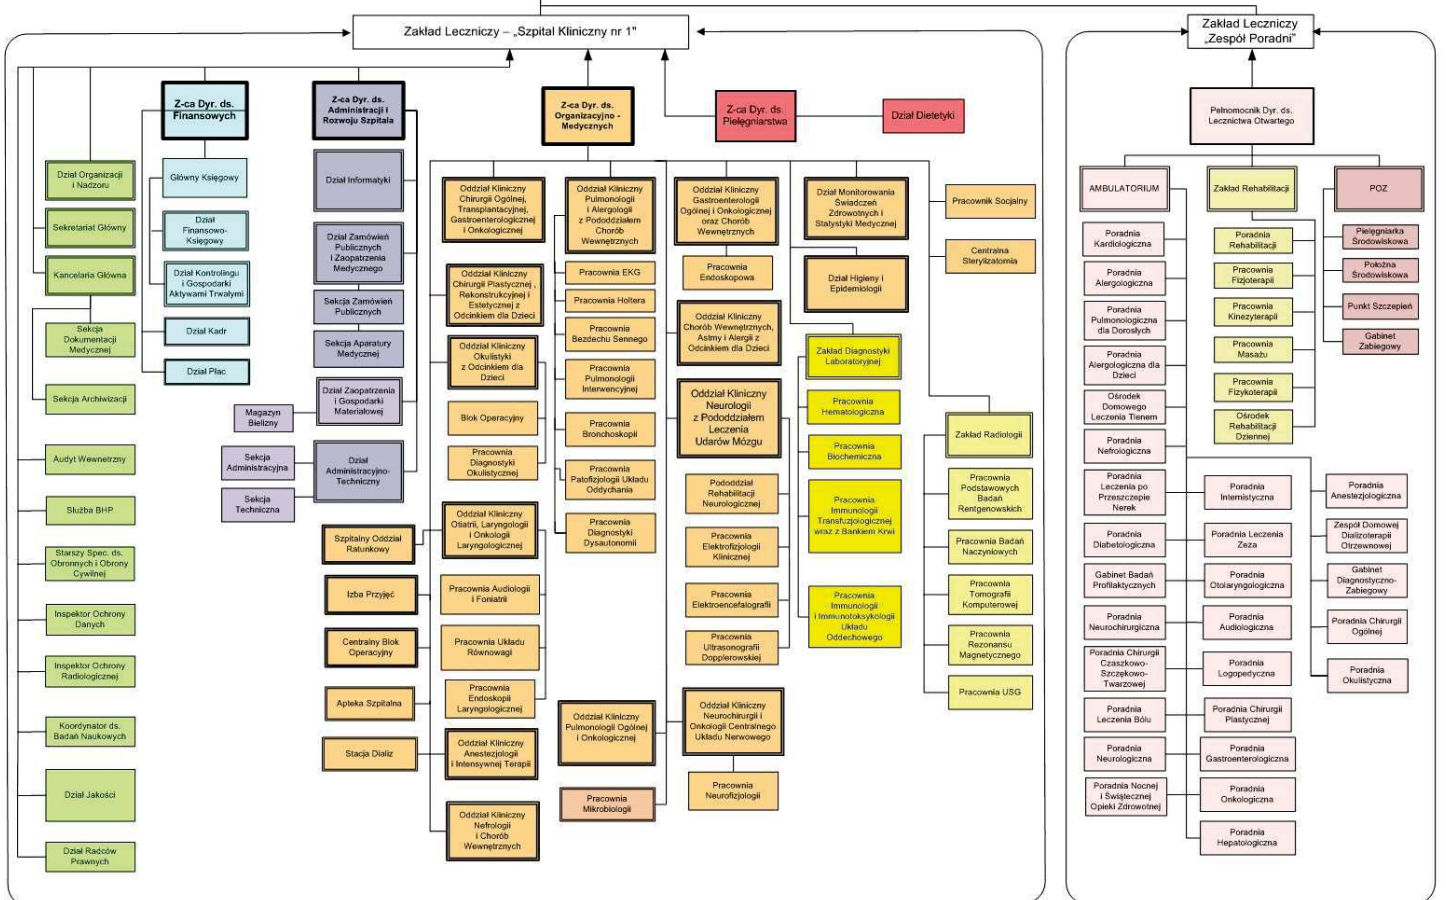 Zakład Leczniczy – „Szpital Kliniczny nr 1"
Zakład Leczniczy
„Zespół Poradni"
Z-ca Dyr. ds.
Finansowych
Z-ca Dyr. ds.
Administracji i
Rozwoju Szpitala
Z-ca Dyr. ds.
Organizacyjno -
Medycznych
Z-ca Dyr. ds.
Pielęgniarstwa
Dział Dietetyki
Pełnomocnik Dyr. ds.
Lecznictwa Otwartego
Dział Organizacji
i Nadzoru
Sekretariat Główny
Kancelaria Główna
Sekcja
Dokumentacji
Medycznej
Sekcja Archiwizacji
Audyt Wewnetrzny
Służba BHP
Starszy Spec. ds.
Obronnych i Obrony
Cywilnej
Inspektor Ochrony
Danych
Inspektor Ochrony
Radiologicznej
Koordynator ds.
Badań Naukowych
Dział Jakości
Dział Radców
Prawnych
Główny Księgowy
Dział
Finansowo-
Księgowy
Dział Kontrolingu
i Gospodarki
Aktywami Trwałymi
Dział Kadr
Dział Płac
Dział Informatyki
Dział Zamówień
Publicznych
i Zaopatrzenia
Medycznego
Sekcja Zamówień
Publicznych
Sekcja Aparatury
Medycznej
Dział Zaopatrzenia
i Gospodarki
Materiałowej
Magazyn
Bielizny
Sekcja
Administracyjna
Dział
Administracyjno-
Techniczny
Sekcja
Techniczna
Oddział Kliniczny
Chirurgii Ogólnej,
Transplantacyjnej,
Gastroenterologicznej
i Onkologicznej
Oddział Kliniczny
Chirurgii Plastycznej ,
Rekonstrukcyjnej i
Estetycznej z
Odcinkiem dla Dzieci
Oddział Kliniczny
Okulistyki
z Odcinkiem dla
Dzieci
Blok Operacyjny
Pracownia
Diagnostyki
Okulistycznej
Szpitalny Oddział
Ratunkowy
Oddział Kliniczny
Otiatrii, Laryngologii
i Onkologii
Laryngologicznej
Izba Przyjęć
Pracownia Audiologii
i Foniatrii
Centralny Blok
Operacyjny
Pracownia Układu
Równowagi
Apteka Szpitalna
Pracownia
Endoskopii
Laryngologicznej
Stacja Dializ
Oddział Kliniczny
Anestezjologii
i Intensywnej Terapii
Oddział Kliniczny
Nefrologii
i Chorób
Wewnętrznych
Oddział Kliniczny
Pulmonologii
i Alergologii
z Pododdziałem
Chorób
Wewnętrznych
Pracownia EKG
Pracownia Holtera
Pracownia
Bezdechu Sennego
Pracownia
Pulmonologii
Interwencyjnej
Pracownia
Bronchoskopii
Pracownia
Patofizjologii Układu
Oddychania
Pracownia
Diagnostyki
Dysautonomii
Oddział Kliniczny
Pulmonologii Ogólnej
i Onkologicznej
Pracownia
Mikrobiologii
Oddział Kliniczny
Gastroenterologii
Ogólnej i Onkologicznej
oraz Chorób
Wewnętrznych
Pracownia
Endoskopowa
Oddział Kliniczny
Chorób Wewnętrznych,
Astmy i Alergii z
Odcinkiem dla Dzieci
Oddział Kliniczny
Neurologii
z Pododdziałem
Leczenia
Udarów Mózgu
Pododdział
Rehabilitacji
Neurologicznej
Pracownia
Elektrofizjologii
Klinicznej
Pracownia
Elektroencefalografii
Pracownia
Ultrasonografii
Dopplerowskiej
Oddział Kliniczny
Neurochirurgii i
Onkologii Centralnego
Układu Nerwowego
Pracownia
Neurofizjologii
Dział Monitorowania
Świadczeń
Zdrowotnych i
Statystyki Medycznej
Dział Higieny i
Epidemiologii
Zakład Diagnostyki
Laboratoryjnej
Pracownia
Hematologiczna
Pracownia
Biochemiczna
Pracownia
Immunologii
Transfuzjologicznej
wraz z Bankiem Krwi
Pracownia
Immunologii
i Immunotoksykologii
Układu
Oddechowego
Pracownik Socjalny
Centralna
Sterylizatornia
Zakład Radiologii
Pracownia
Podstawowych
Badań
Rentgenowskich
Pracownia Badań
Naczyniowych
Pracownia
Tomografii
Komputerowej
Pracownia
Rezonansu
Magnetycznego
Pracownia USG
AMBULATORIUM
Poradnia
Kardiologiczna
Poradnia
Alergologiczna
Poradnia
Pulmonologiczna
dla Dorosłych
Poradnia
Alergologiczna dla
Dzieci
Ośrodek
Domowego
Leczenia Tlenem
Poradnia
Nefrologiczna
Poradnia
Leczenia po
Przeszczepie
Nerek
Poradnia
Diabetologiczna
Gabinet Badań
Profilaktycznych
Poradnia
Neurochirurgiczna
Poradnia Chirurgii
Czaszkowo-
Szczękowo-
Twarzowej
Poradnia
Leczenia Bólu
Poradnia
Neurologiczna
Poradnia Nocnej
i Świątecznej
Opieki Zdrowotnej
Zakład Rehabilitacji
Poradnia
Rehabilitacji
Pracownia
Fizjoterapii
Pracownia
Kinezyterapii
Pracownia
Masażu
Pracownia
Fizykoterapii
Ośrodek
Rehabilitacji
Dziennej
Poradnia
Internistyczna
Poradnia Leczenia
Zeza
Poradnia
Otolaryngologiczna
Poradnia
Audiologiczna
Poradnia
Logopedyczna
Poradnia Chirurgii
Plastycznej
Poradnia
Gastroenterologiczna
Poradnia
Onkologiczna
Poradnia
Hepatologiczna
POZ
Pielęgniarka
Środowiskowa
Położna
Środowiskowa
Punkt Szczepień
Gabinet
Zabiegowy
Poradnia
Anestezjologiczna
Zespół Domowej
Dializoterapii
Otrzewnowej
Gabinet
Diagnostyczno-
Zabiegowy
Poradnia Chirurgii
Ogólnej
Poradnia
Okulistyczna